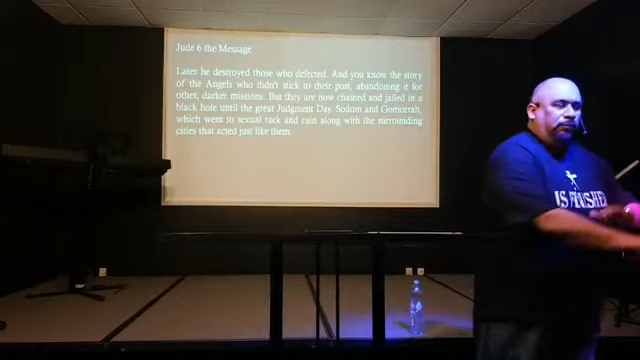 Jude 6 the Message
Later he destroyed those who defected. And you know the story
of the Angels who didn't stick to their post, abandoning it for
other, darker missions. But they are now chained and jailed in a
black hole until the great Judgment Day. Sodom and Gomorrah,
which went to sexual rack and ruin along with the surrounding
cities that acted just like them.
IS FINISHED